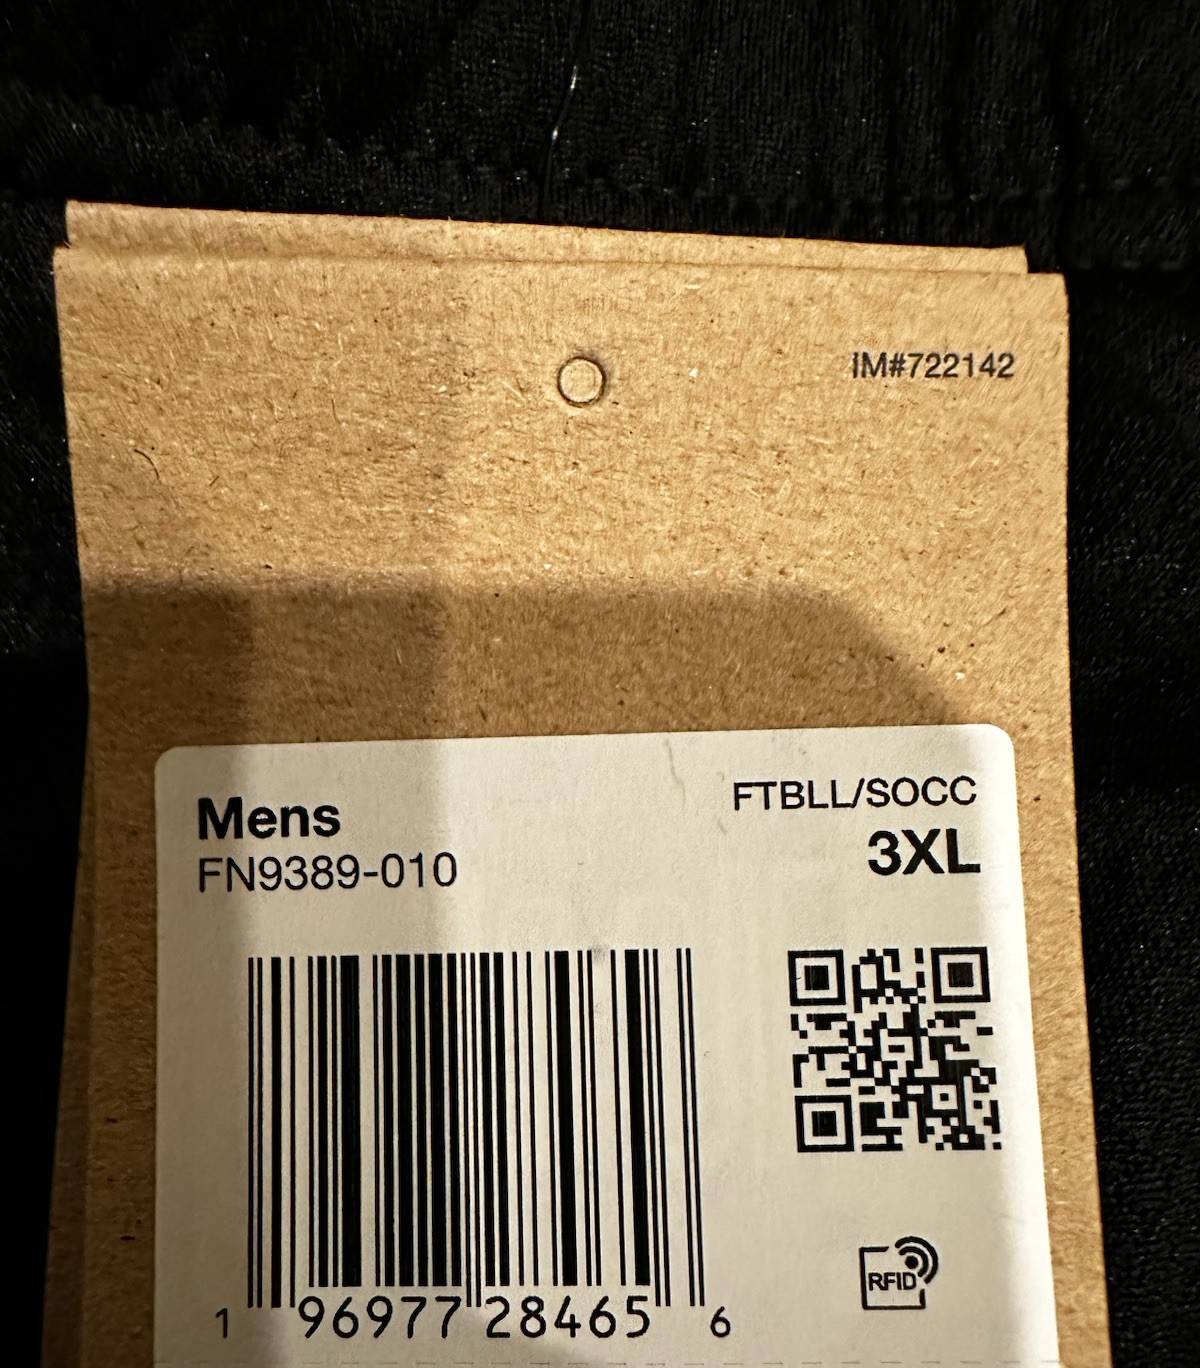 IM#722142
Mens
FTBLL/SOCC
FN9389-010
3XL
RFID
1 96977 28465 6